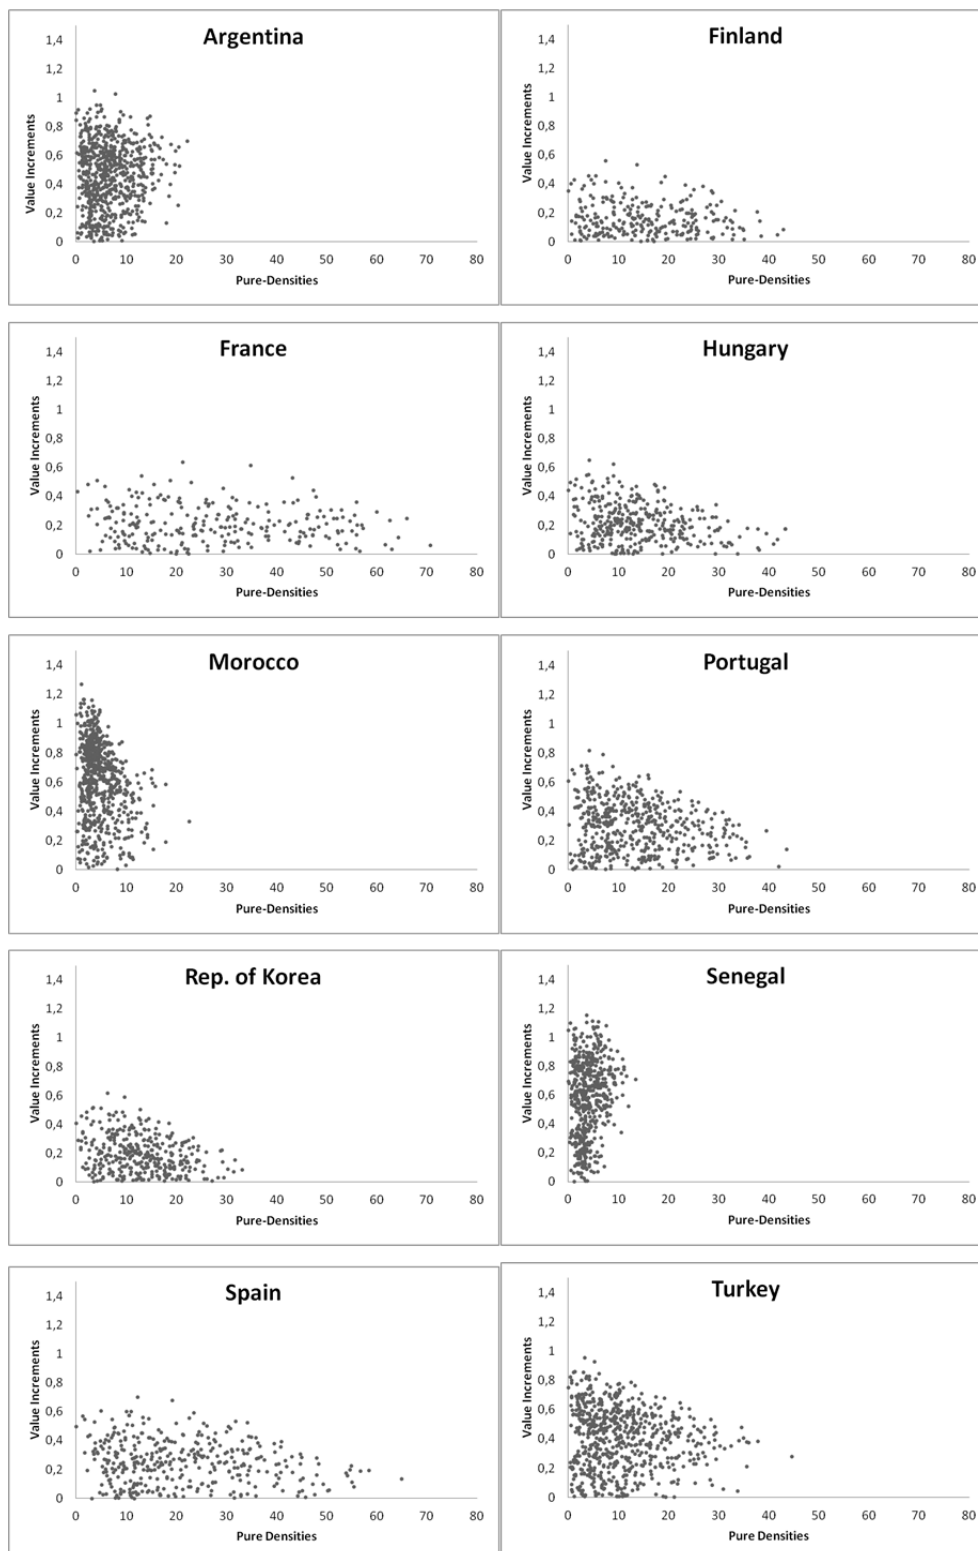 Argentina
Value Increments
1,4
1,2
1
0,8
0,6
0,4
0,2
0
0 10 20 30 40 50 60 70 80
Pure-Densities
Finland
Value Increments
1,4
1,2
1
0,8
0,6
0,4
0,2
0
0 10 20 30 40 50 60 70 80
Pure-Densities
France
Value Increments
1,4
1,2
1
0,8
0,6
0,4
0,2
0
0 10 20 30 40 50 60 70 80
Pure-Densities
Hungary
Value Increments
1,4
1,2
1
0,8
0,6
0,4
0,2
0
0 10 20 30 40 50 60 70 80
Pure-Densities
Morocco
Value Increments
1,4
1,2
1
0,8
0,6
0,4
0,2
0
0 10 20 30 40 50 60 70 80
Pure-Densities
Portugal
Value Increments
1,4
1,2
1
0,8
0,6
0,4
0,2
0
0 10 20 30 40 50 60 70 80
Pure-Densities
Rep. of Korea
Value Increments
1,4
1,2
1
0,8
0,6
0,4
0,2
0
0 10 20 30 40 50 60 70 80
Pure-Densities
Senegal
Value Increments
1,4
1,2
1
0,8
0,6
0,4
0,2
0
0 10 20 30 40 50 60 70 80
Pure-Densities
Spain
Value Increments
1,4
1,2
1
0,8
0,6
0,4
0,2
0
0 10 20 30 40 50 60 70 80
Pure Densities
Turkey
Value Increments
1,4
1,2
1
0,8
0,6
0,4
0,2
0
0 10 20 30 40 50 60 70 80
Pure Densities